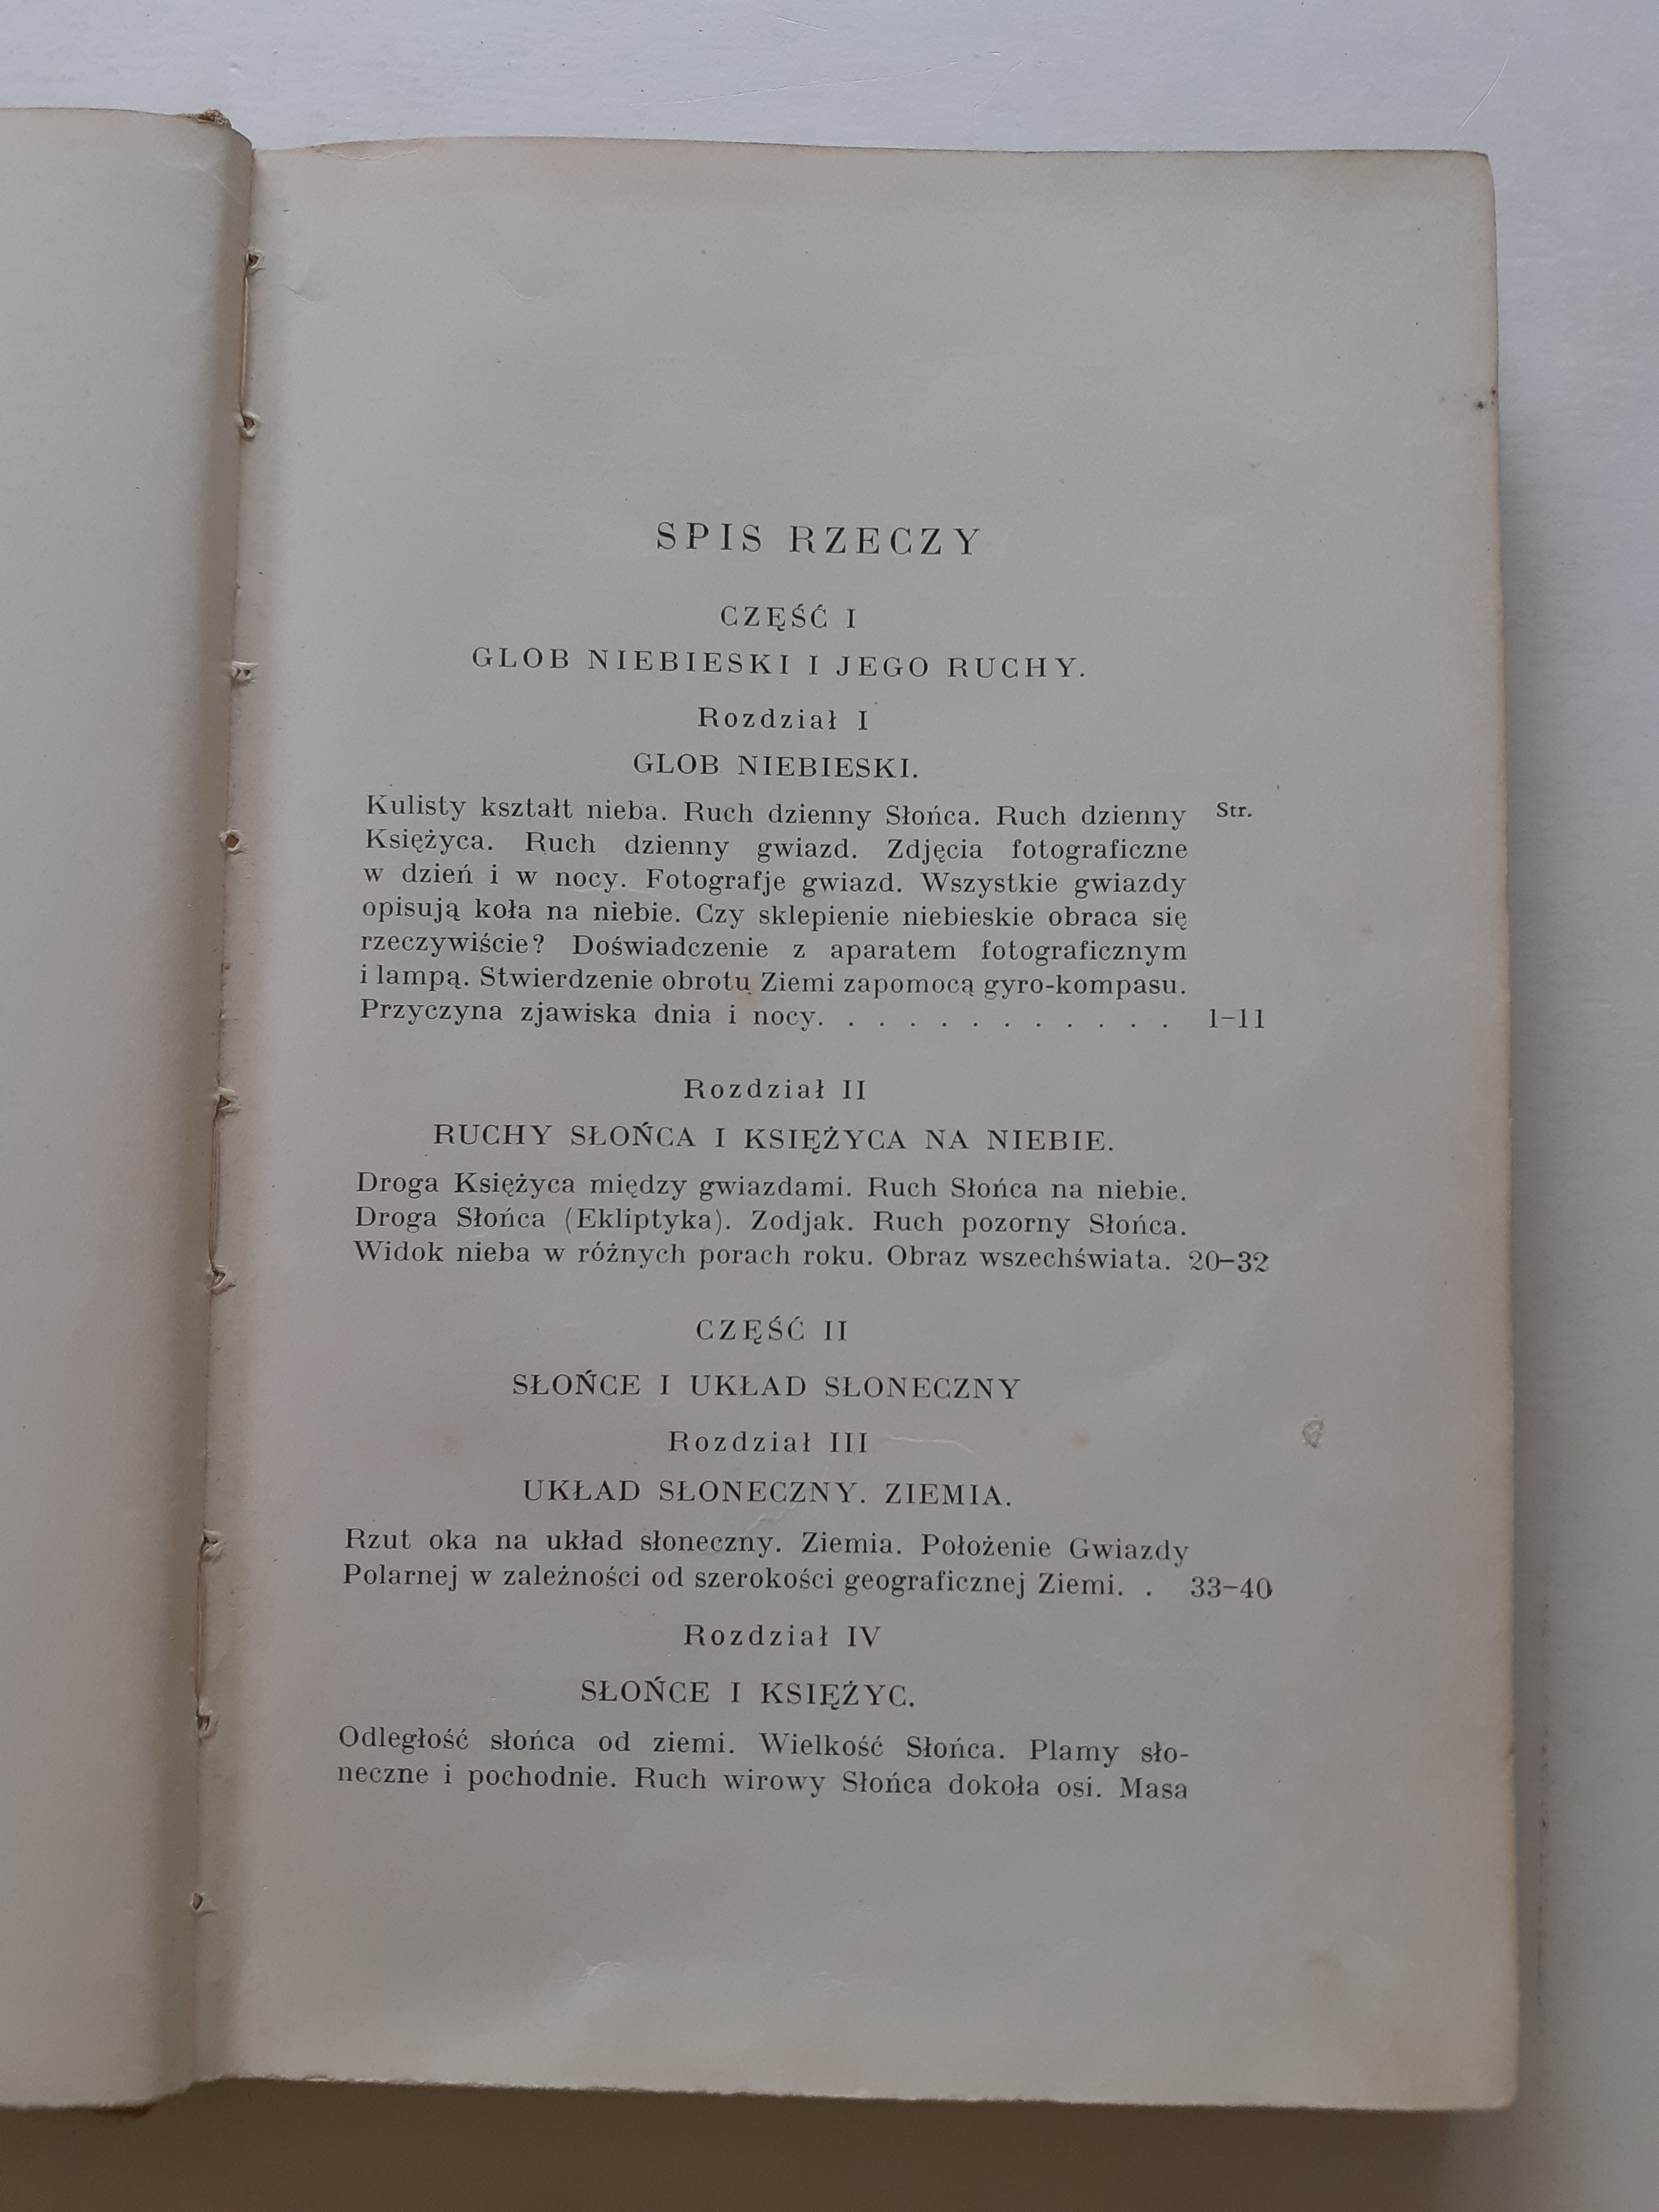 SPIS RZECZY
CZĘŚĆ I
GLOB NIEBIESKI I JEGO RUCHY.
Rozdział I
GLOB NIEBIESKI.
Kulisty kształt nieba. Ruch dzienny Słońca. Ruch dzienny Str.
Księżyca. Ruch dzienny gwiazd. Zdjęcia fotograficzne
w dzień i w nocy. Fotografje gwiazd. Wszystkie gwiazdy
opisują koła na niebie. Czy sklepienie niebieskie obraca się
rzeczywiście? Doświadczenie z aparatem fotograficznym
i lampą. Stwierdzenie obrotu Ziemi zapomocą gyro-kompasu.
Przyczyna zjawiska dnia i nocy. . . . . . . . . . . . 1–11
Rozdział II
RUCHY SŁOŃCA I KSIĘŻYCA NA NIEBIE.
Droga Księżyca między gwiazdami. Ruch Słońca na niebie.
Droga Słońca (Ekliptyka). Zodjak. Ruch pozorny Słońca.
Widok nieba w różnych porach roku. Obraz wszechświata. 20–32
CZĘŚĆ II
SŁOŃCE I UKŁAD SŁONECZNY
Rozdział III
UKŁAD SŁONECZNY. ZIEMIA.
Rzut oka na układ słoneczny. Ziemia. Położenie Gwiazdy
Polarnej w zależności od szerokości geograficznej Ziemi. . 33–40
Rozdział IV
SŁOŃCE I KSIĘŻYC.
Odległość słońca od ziemi. Wielkość Słońca. Plamy sło-
neczne i pochodnie. Ruch wirowy Słońca dokoła osi. Masa